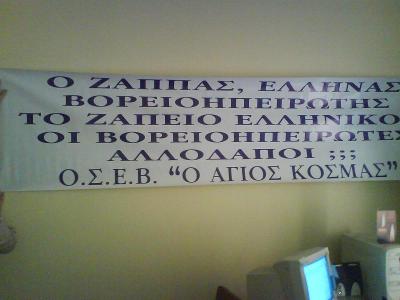 Ο ΖΑΠΠΑΣ, ΕΛΛΗΝΑΣ
ΒΟΡΕΙΟΗΠΕΙΡΩΤΗΣ
ΤΟ ΖΑΠΕΙΟ ΕΛΛΗΝΙΚΟ
ΟΙ ΒΟΡΕΙΟΗΠΕΙΡΩΤΕΣ
ΑΛΛΟΔΑΠΟΙ ;;;
Ο.Σ.Ε.Β. “Ο ΑΓΙΟΣ ΚΟΣΜΑΣ”